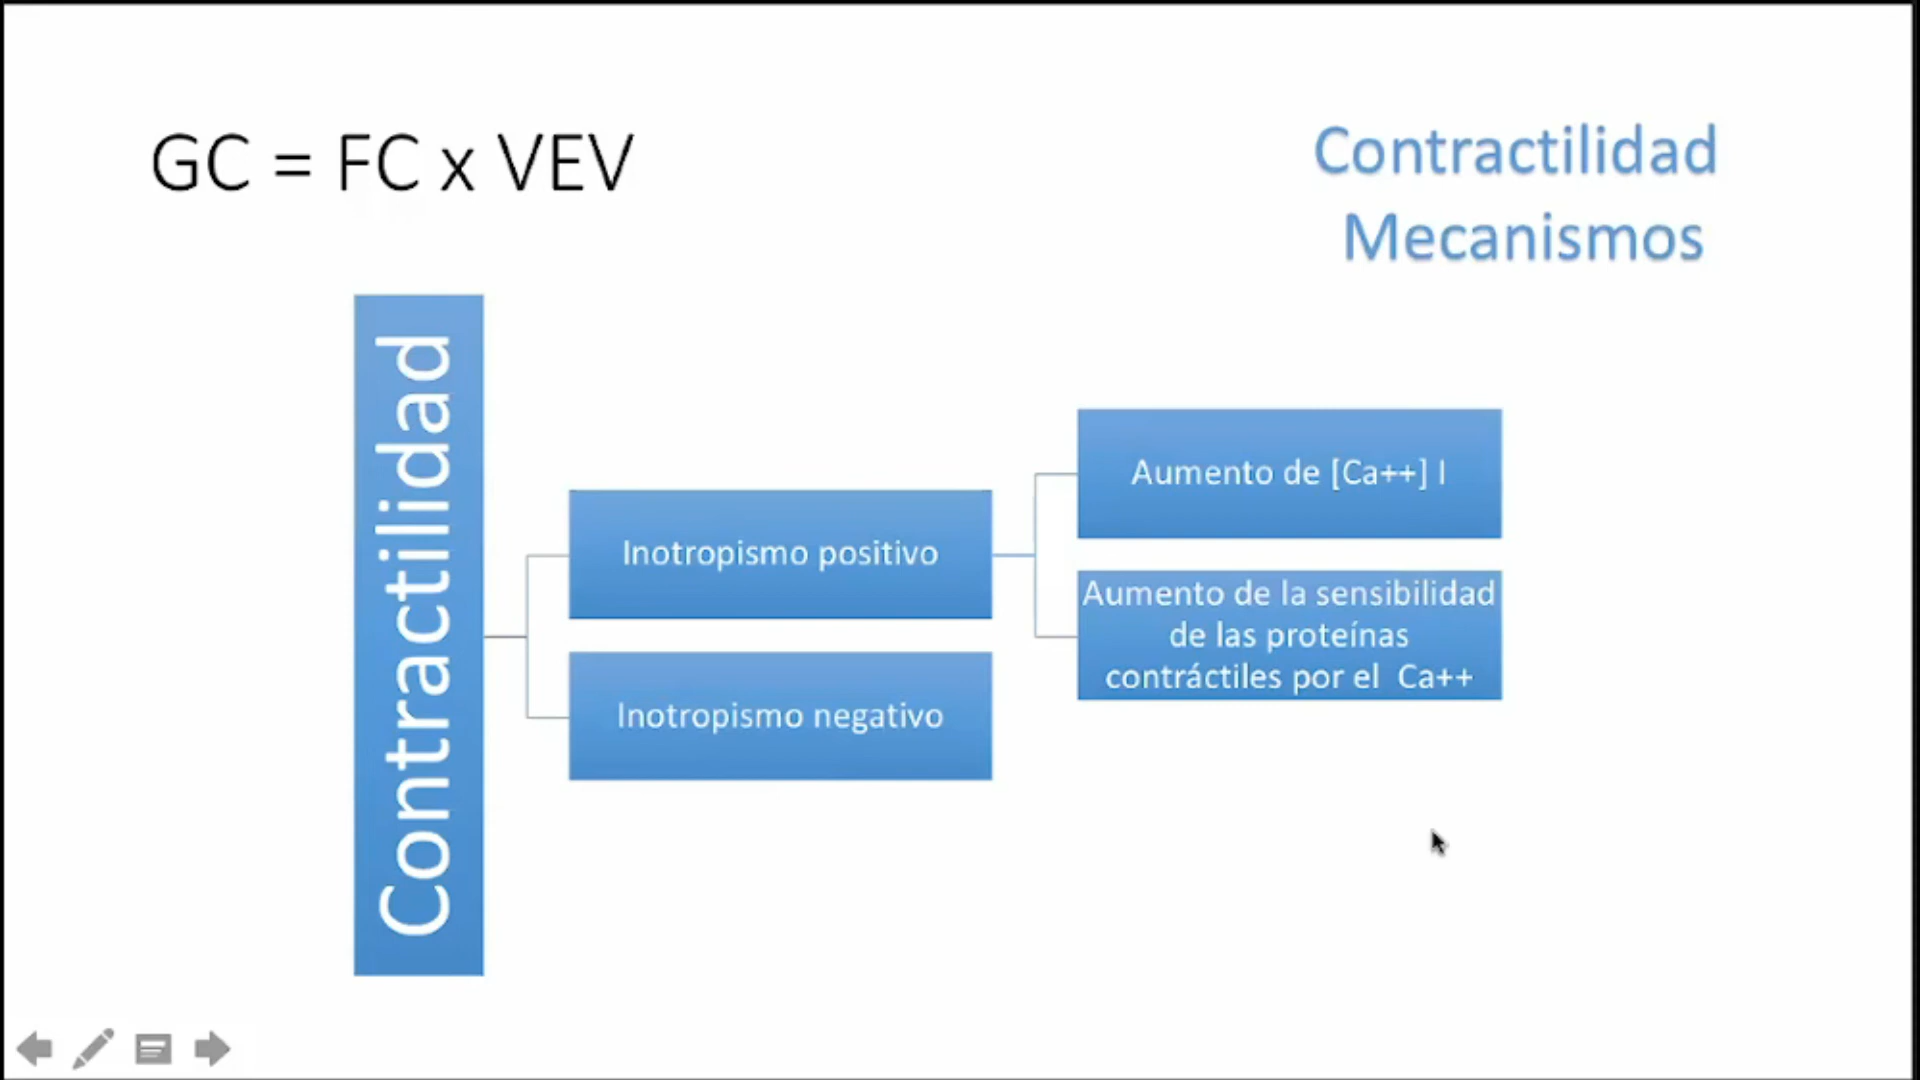 GC = FC x VEV
Contractilidad
Mecanismos
Contractilidad
Inotropismo positivo
Inotropismo negativo
Aumento de [Ca++] I
Aumento de la sensibilidad
de las proteínas
contráctiles por el  Ca++